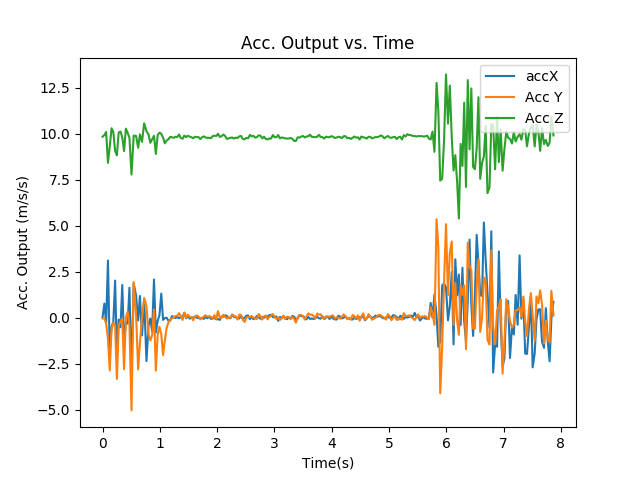 Acc. Output vs. Time
accX
Acc Y
Acc Z
Acc. Output (m/s/s)
12.5
10.0
7.5
5.0
2.5
0.0
−2.5
−5.0
0 1 2 3 4 5 6 7 8
Time(s)